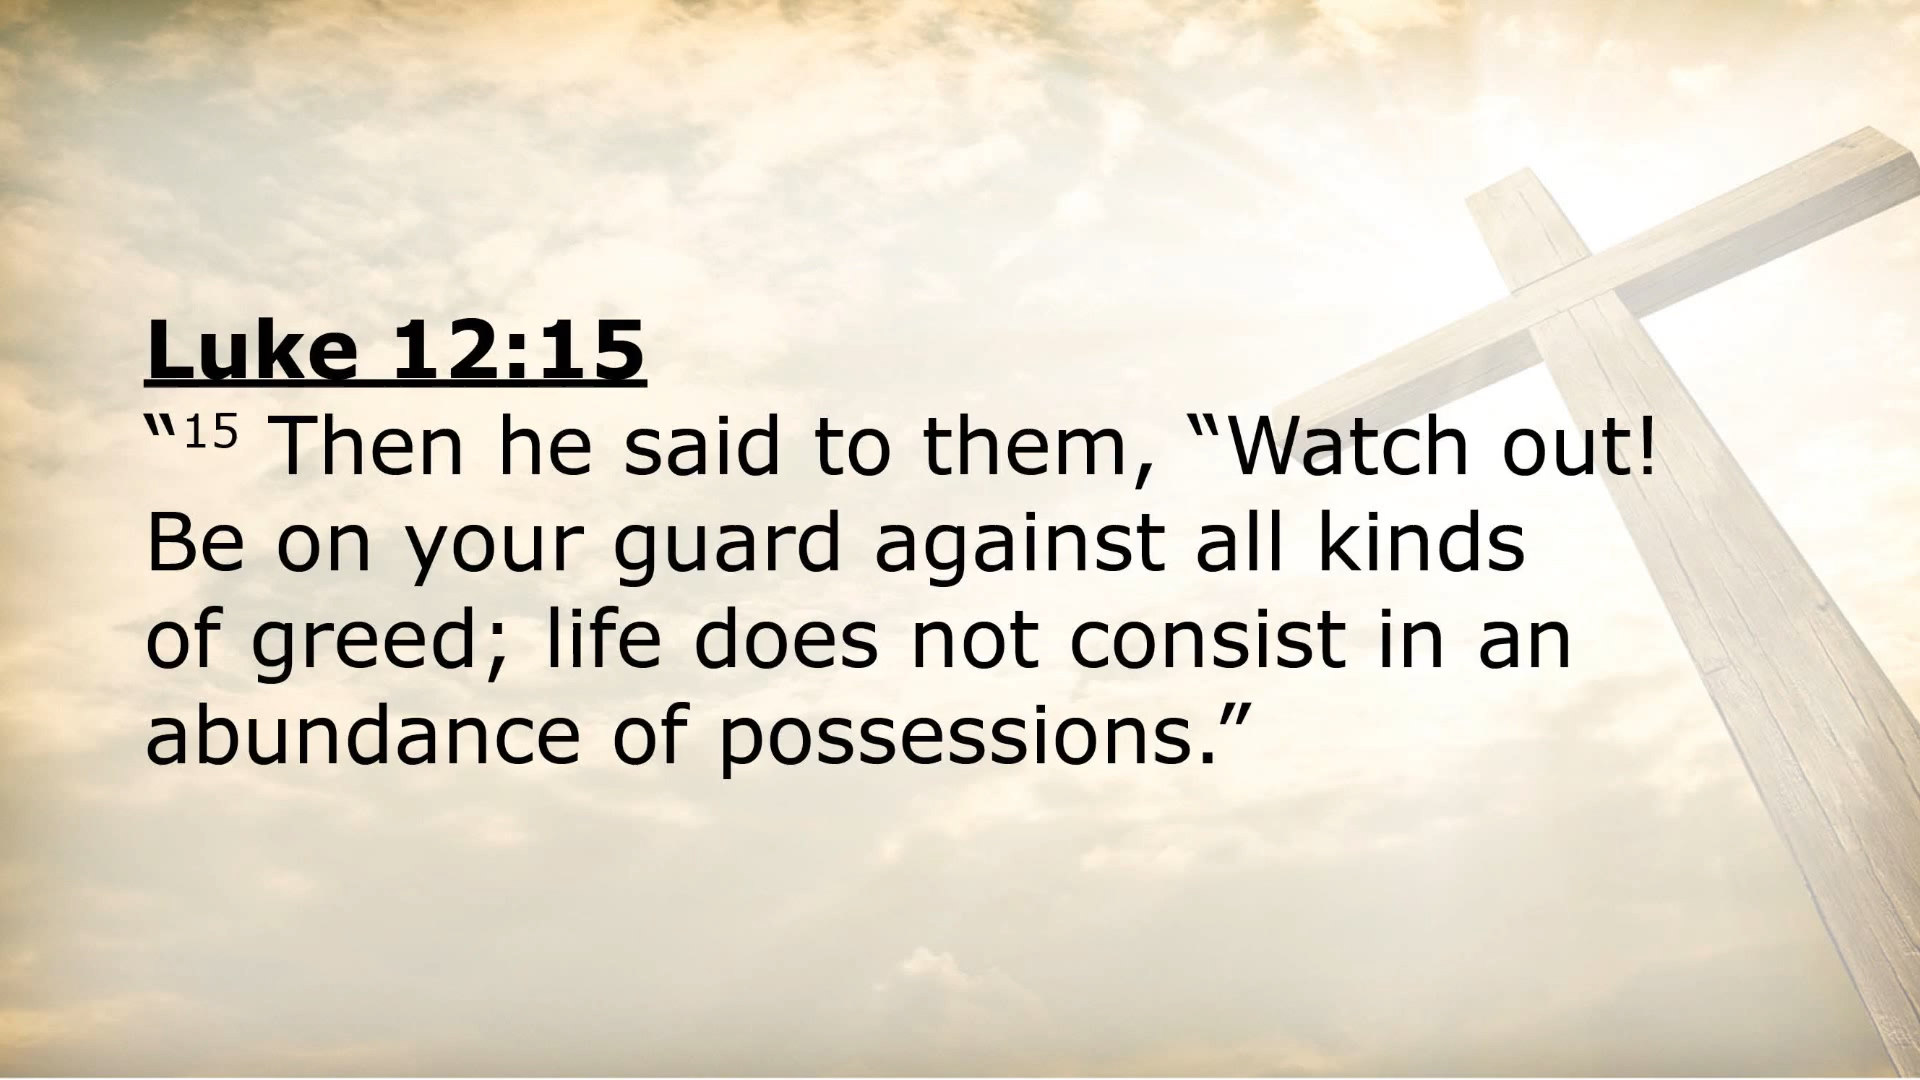 Luke 12:15
“15 Then he said to them, “Watch out!
Be on your guard against all kinds
of greed; life does not consist in an
abundance of possessions.”